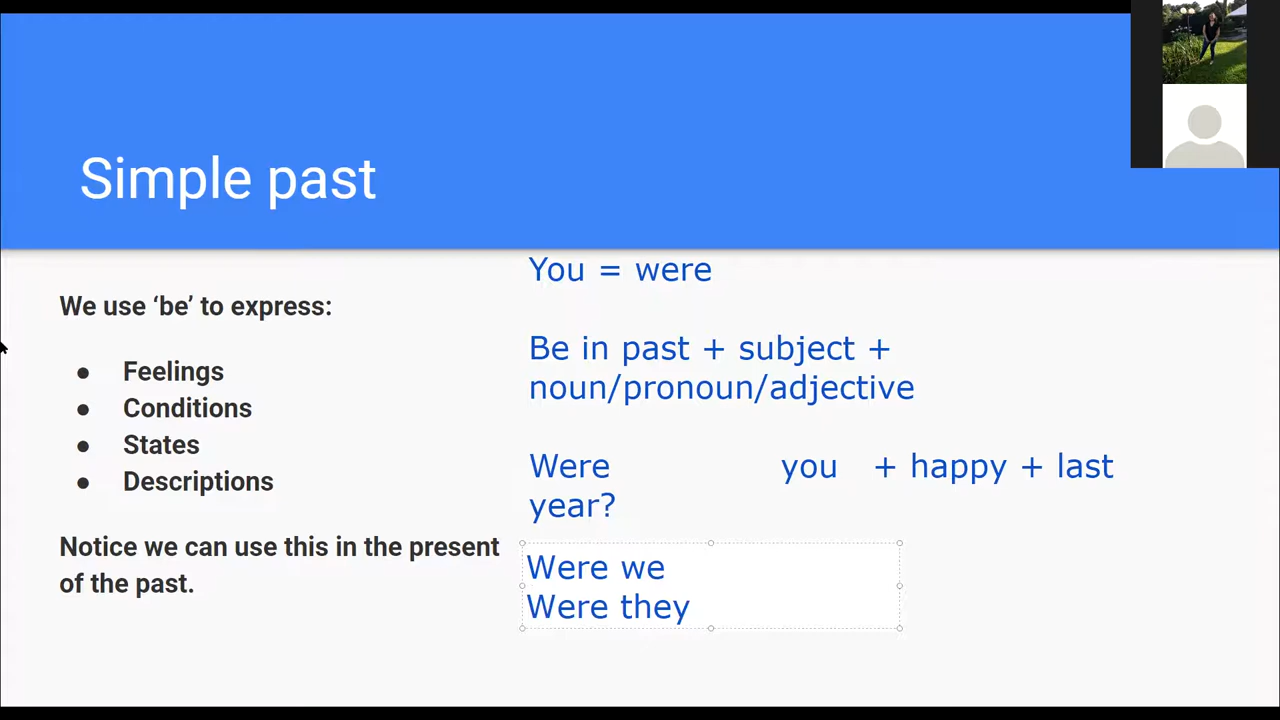 Simple past
We use ‘be’ to express:
● Feelings
● Conditions
● States
● Descriptions
Notice we can use this in the present
of the past.
You = were
Be in past + subject +
noun/pronoun/adjective
Were you + happy + last
year?
Were we
Were they